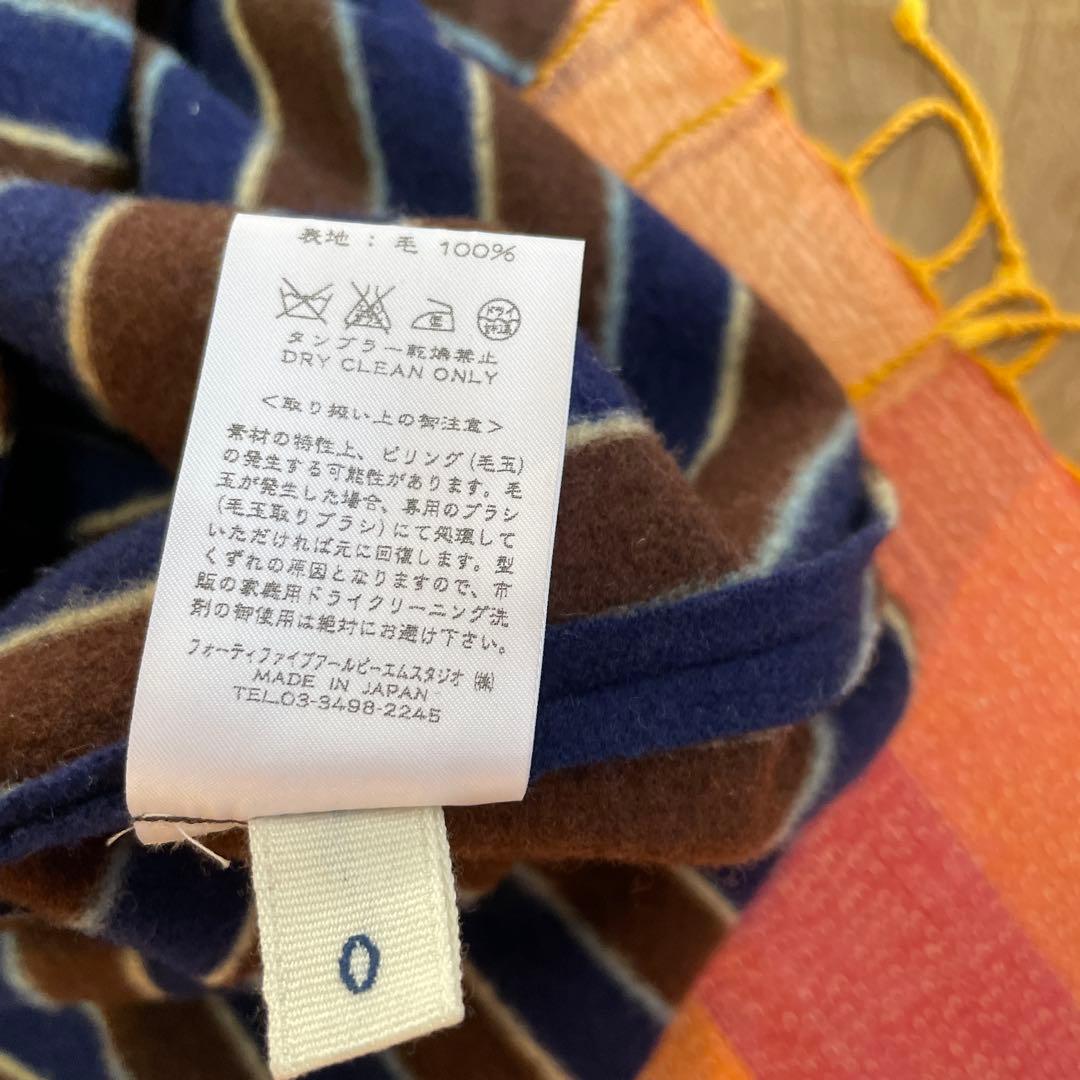 表地：毛 100%
ドライ
タンブラー乾燥禁止
DRY CLEAN ONLY
＜取り扱い上の御注意＞
素材の特性上、ピリング(毛玉)
の発生する可能性があります。毛
玉が発生した場合、専用のブラシ
(毛玉取りブラシ)にて処理して
いただければ元に回復します。型
くずれの原因となりますので、市
販の家庭用ドライクリーニング洗
剤の御使用は絶対にお避け下さい。
フォーティファイブアールピーエムスタジオ ㈱
MADE IN JAPAN
TEL.03-3498-2245
0